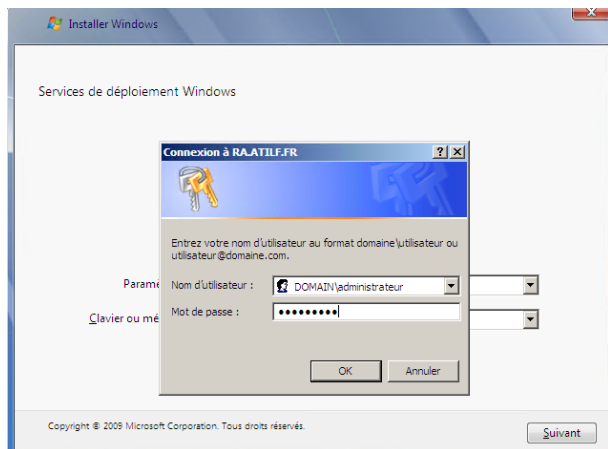 Installer Windows
Services de déploiement Windows
Connexion à RA.ATILF.FR
Entrez votre nom d'utilisateur au format domaine\utilisateur ou
utilisateur@domaine.com.
Paramè
Nom d'utilisateur : DOMAIN\administrateur
Clavier ou mé
Mot de passe : •••••••••
OK Annuler
Copyright © 2009 Microsoft Corporation. Tous droits réservés.
Suivant